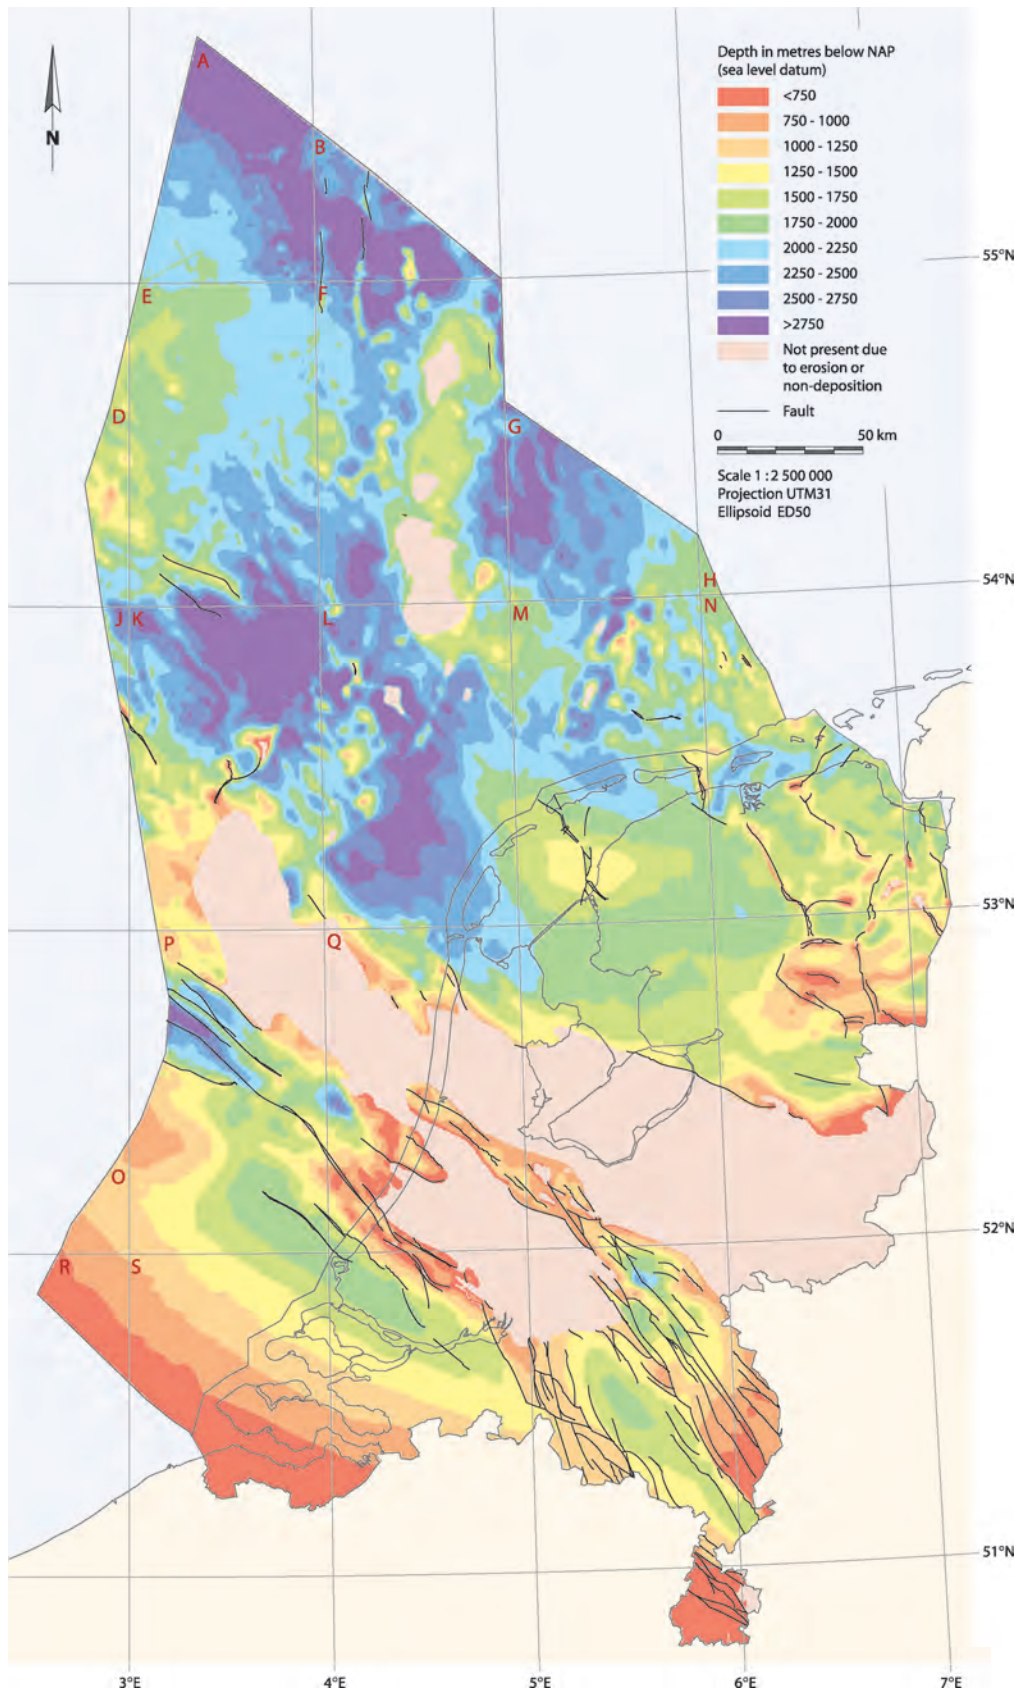 Depth in metres below NAP
(sea level datum)
<750
750 - 1000
1000 - 1250
1250 - 1500
1500 - 1750
1750 - 2000
2000 - 2250
2250 - 2500
2500 - 2750
>2750
Not present due
to erosion or
non-deposition
Fault
0 50 km
Scale 1 : 2 500 000
Projection UTM31
Ellipsoid ED50
N
A
B
55°N
E F
D
G
54°N
H
J K L M N
53°N
P Q
52°N
O
R S
51°N
3°E 4°E 5°E 6°E 7°E